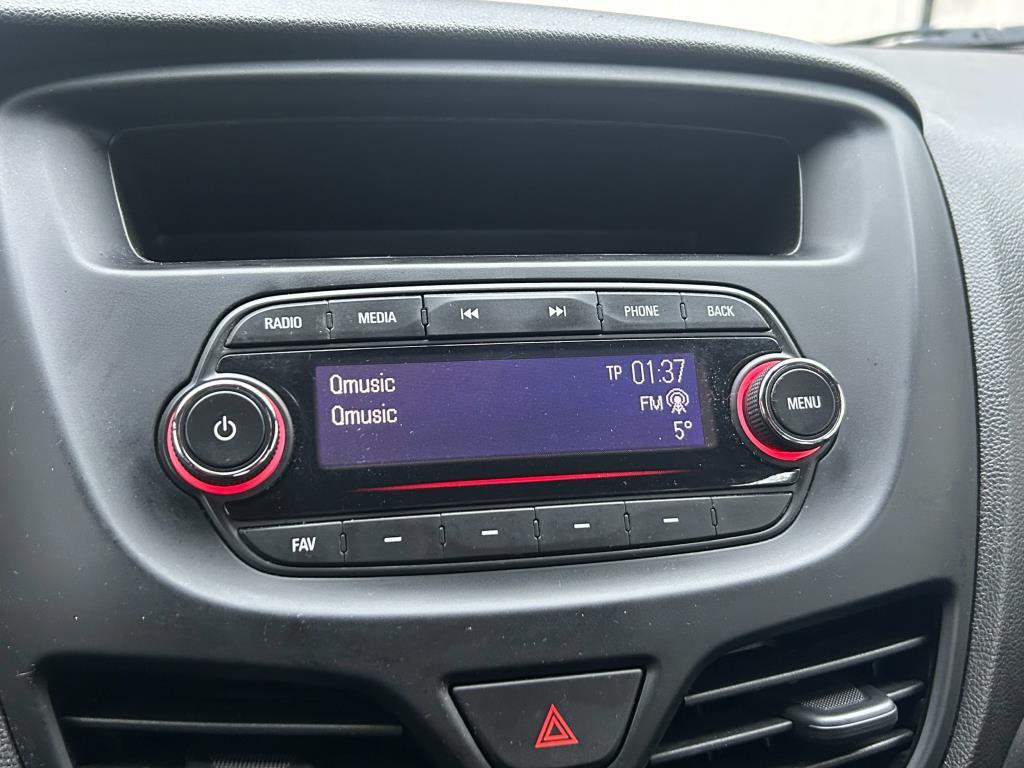 RADIO MEDIA PHONE BACK
Qmusic TP 01:37
Qmusic FM
5°
MENU
FAV